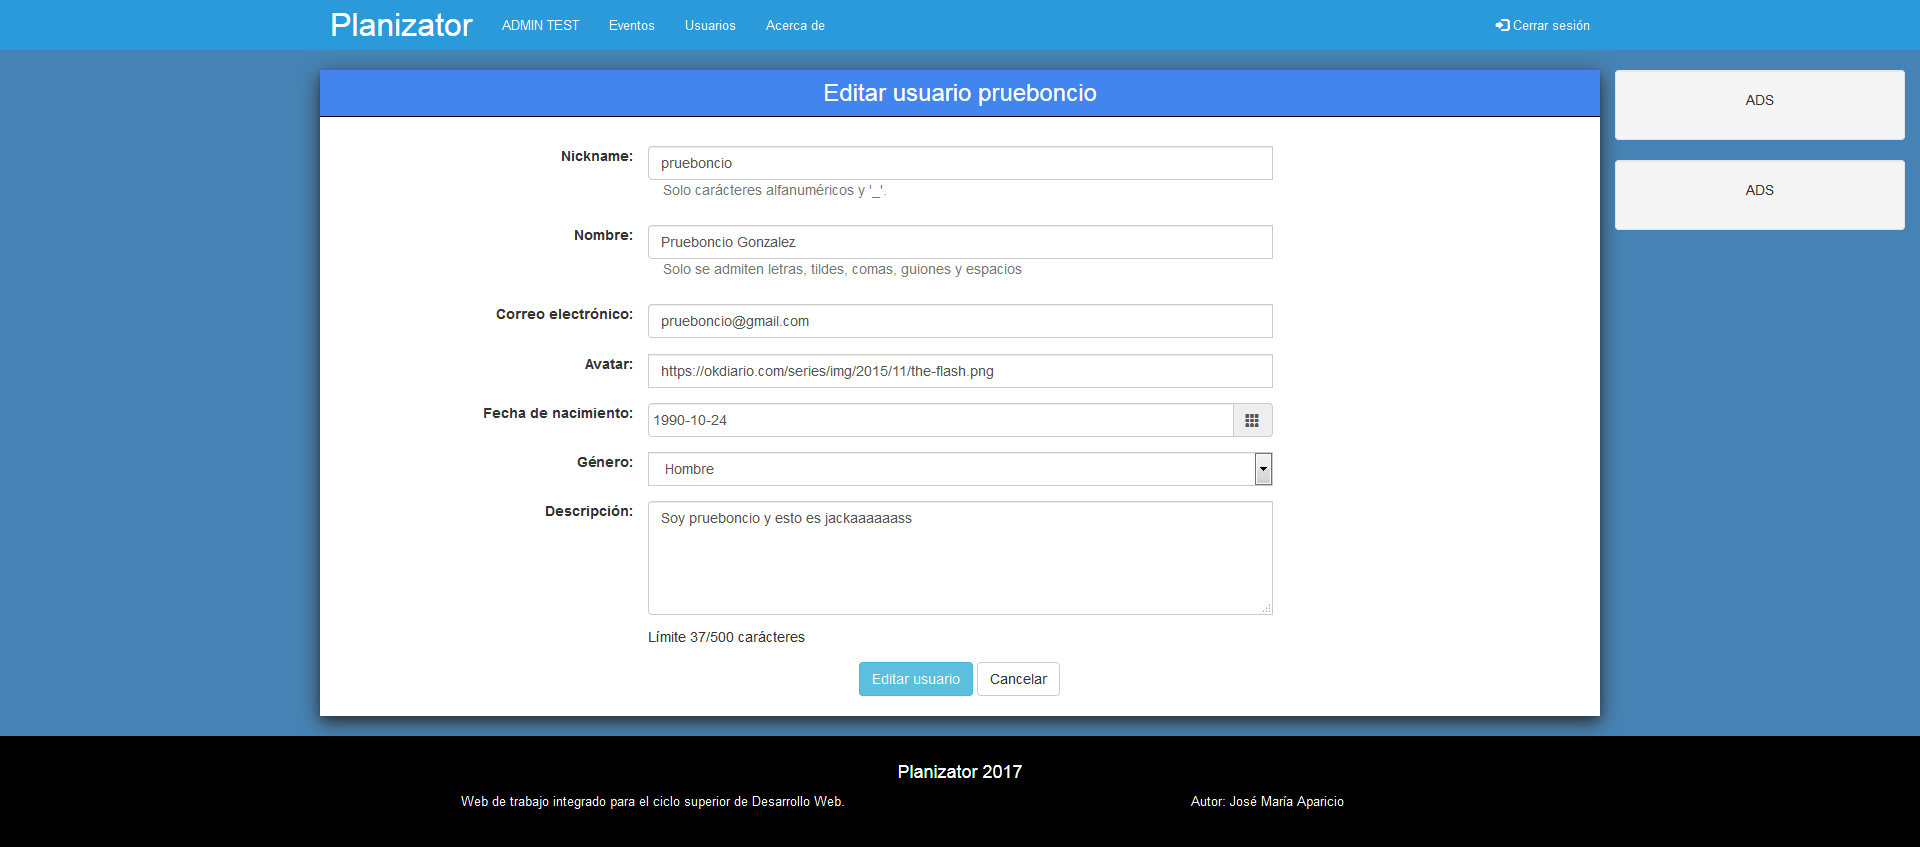 Planizator ADMIN TEST Eventos Usuarios Acerca de Cerrar sesión
Editar usuario prueboncio
ADS
ADS
Nickname: prueboncio
Solo carácteres alfanuméricos y '_'.
Nombre: Prueboncio Gonzalez
Solo se admiten letras, tildes, comas, guiones y espacios
Correo electrónico: prueboncio@gmail.com
Avatar: https://okdiario.com/series/img/2015/11/the-flash.png
Fecha de nacimiento: 1990-10-24
Género: Hombre
Descripción: Soy prueboncio y esto es jackaaaaaass
Límite 37/500 carácteres
Editar usuario Cancelar
Planizator 2017
Web de trabajo integrado para el ciclo superior de Desarrollo Web. Autor: José María Aparicio